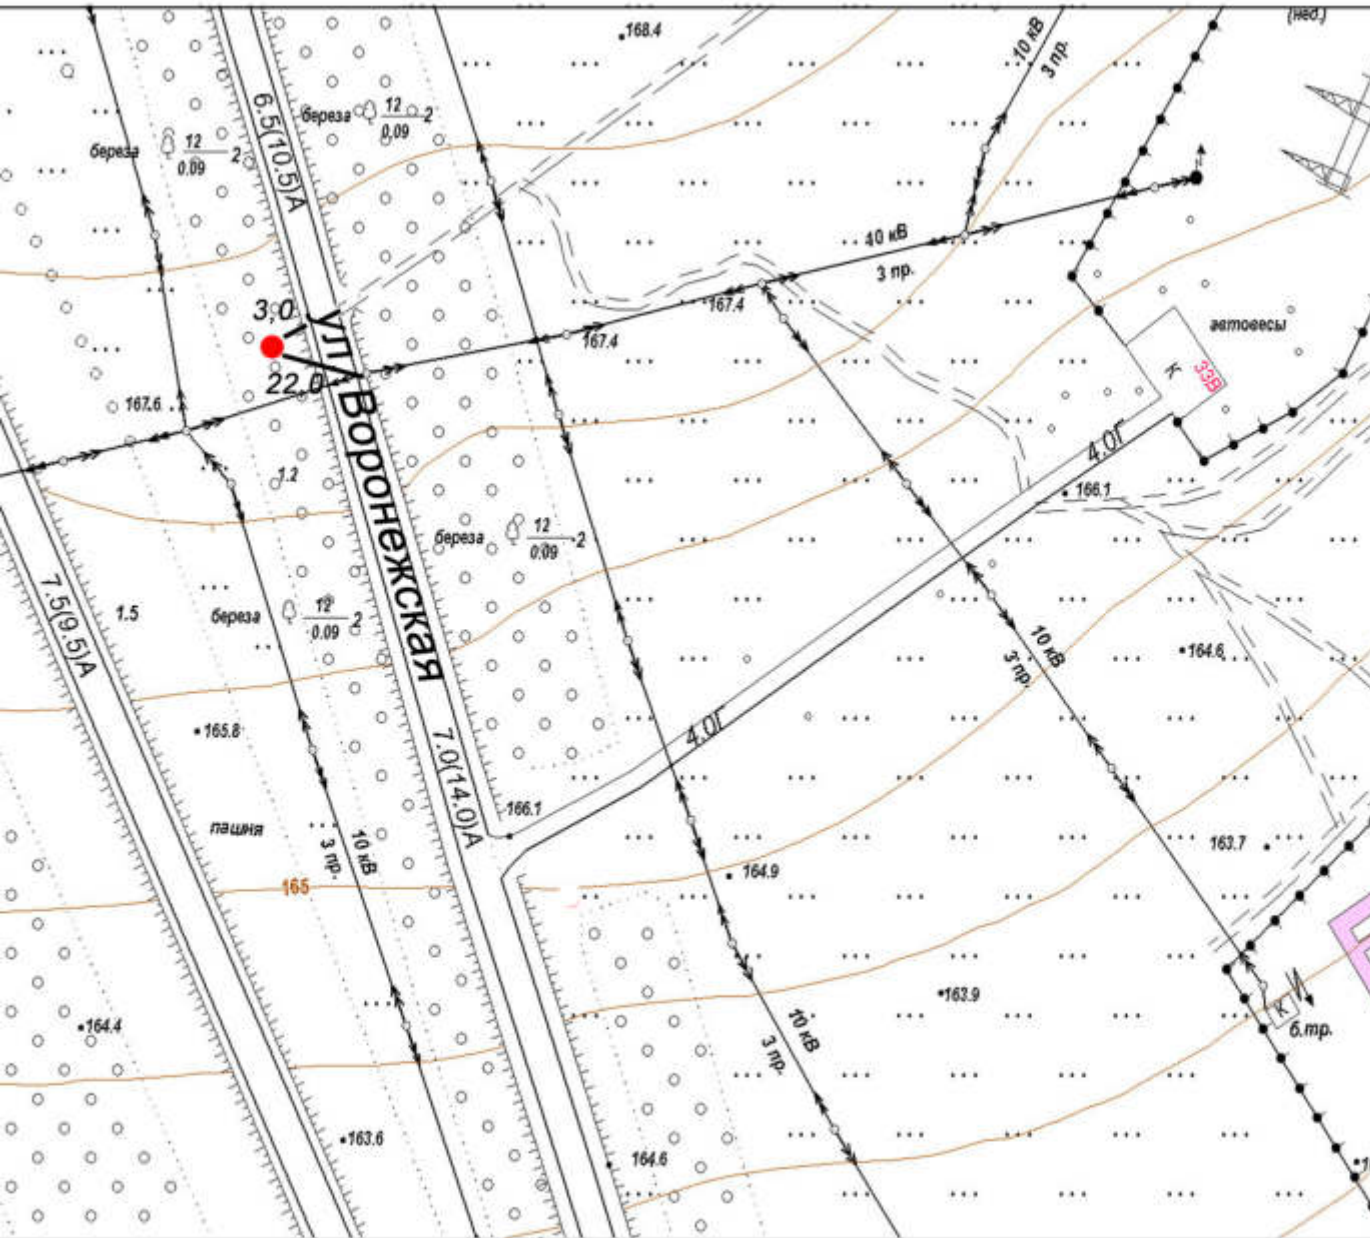 (нед.)
168.4
10 кВ
3 пр.
6.5(10.5)А
береза 12 2
0.09
береза 12 2
0.09
10 кВ
3 пр.
3,0
167.4
167.4
автовесы
К
33В
22,0
ул. Воронежская
167.6
4.0Г
1.2
166.1
береза 12 2
0.09
7.5(9.5)А
1.5
береза 12 2
0.09
10 кВ
3 пр.
164.6
165.8
4.0Г
7.0(14.0)А
166.1
пашня
10 кВ
3 пр.
163.7
164.9
165
163.9
К
б.тр.
164.4
10 кВ
3 пр.
163.6
164.6